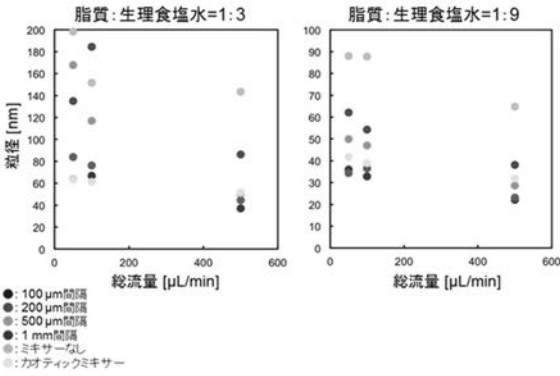 脂質:生理食塩水=1:3
脂質:生理食塩水=1:9
粒径 [nm]
200
180
160
140
120
100
80
60
40
20
0
0
200
400
600
総流量 [µL/min]
100
90
80
70
60
50
40
30
20
10
0
0
200
400
600
総流量 [µL/min]
●: 100 µm間隔
●: 200 µm間隔
●: 500 µm間隔
●: 1 mm間隔
●: ミキサーなし
●: カオティックミキサー